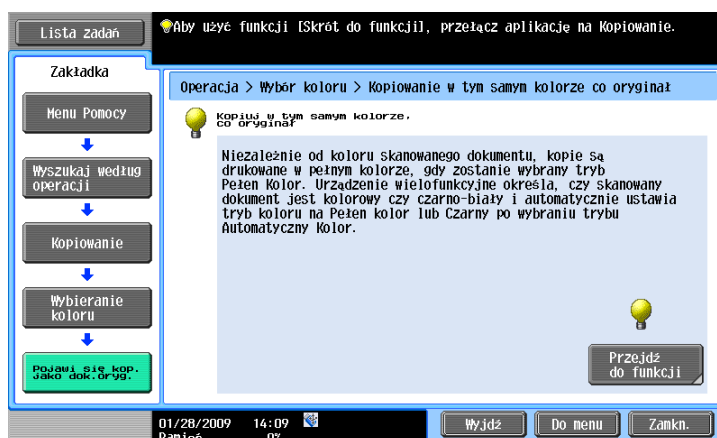 Lista zadań
Aby użyć funkcji [Skrót do funkcji], przełącz aplikację na Kopiowanie.
Zakładka
Operacja > Wybór koloru > Kopiowanie w tym samym kolorze co oryginał
Menu Pomocy
Kopiuj w tym samym kolorze,
co oryginał
Wyszukaj według
operacji
Niezależnie od koloru skanowanego dokumentu, kopie są
drukowane w pełnym kolorze, gdy zostanie wybrany tryb
Pełen Kolor. Urządzenie wielofunkcyjne określa, czy skanowany
dokument jest kolorowy czy czarno-biały i automatycznie ustawia
tryb koloru na Pełen kolor lub Czarny po wybraniu trybu
Automatyczny Kolor.
Kopiowanie
Wybieranie
koloru
Pojawi się kop.
jako dok.oryg.
Przejdź
do funkcji
01/28/2009 14:09
Pamięć 0%
Wyjdź
Do menu
Zamkn.